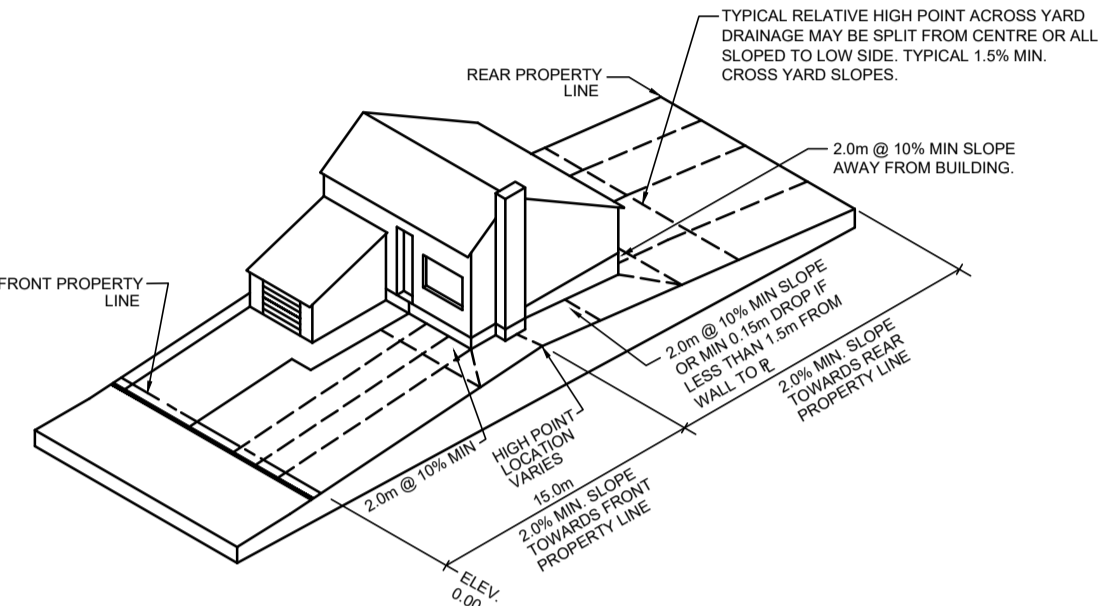 TYPICAL RELATIVE HIGH POINT ACROSS YARD
DRAINAGE MAY BE SPLIT FROM CENTRE OR ALL
SLOPED TO LOW SIDE. TYPICAL 1.5% MIN.
CROSS YARD SLOPES.
REAR PROPERTY
LINE
2.0m @ 10% MIN SLOPE
AWAY FROM BUILDING.
FRONT PROPERTY
LINE
2.0m @ 10% MIN SLOPE
OR MIN 0.15m DROP IF
LESS THAN 1.5m FROM
WALL TO ⅊
2.0% MIN. SLOPE
TOWARDS REAR
PROPERTY LINE
2.0m @ 10% MIN
HIGH POINT
LOCATION
VARIES
15.0m
2.0% MIN. SLOPE
TOWARDS FRONT
PROPERTY LINE
ELEV.
0.00